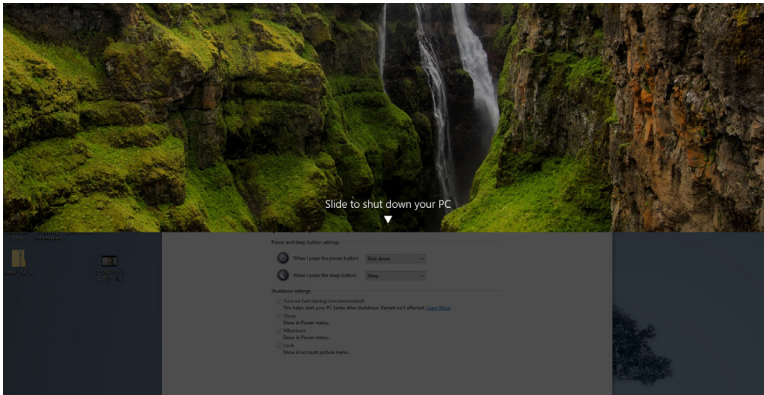 Slide to shut down your PC
Power and sleep button settings
When I press the power button: Shut down
When I press the sleep button: Sleep
Shutdown settings
Turn on fast startup (recommended)
This helps start your PC faster after shutdown. Restart isn't affected. Learn More
Sleep
Show in Power menu.
Hibernate
Show in Power menu.
Lock
Show in account picture menu.